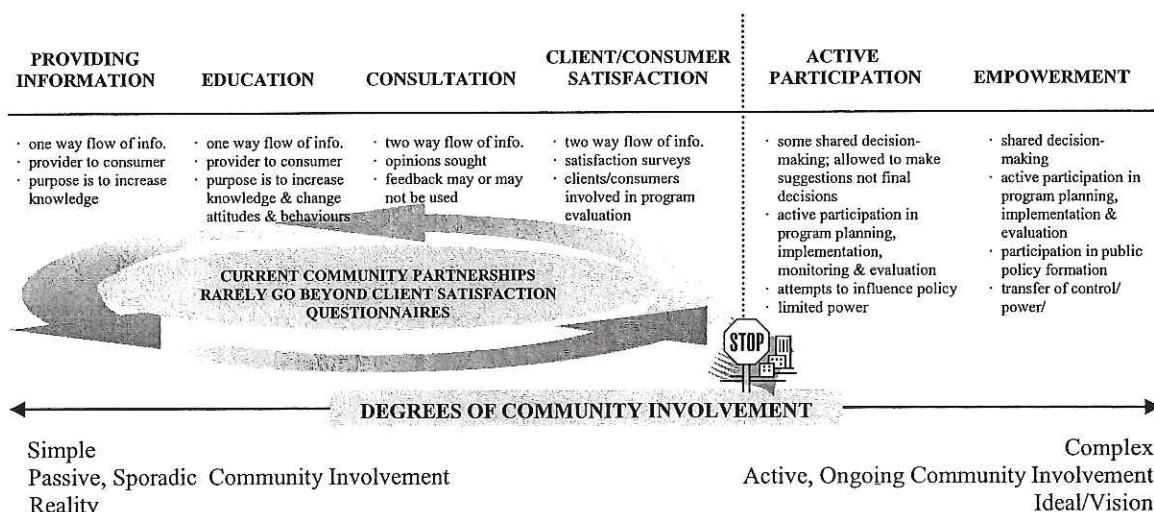 PROVIDING
INFORMATION
EDUCATION
CONSULTATION
CLIENT/CONSUMER
SATISFACTION
ACTIVE
PARTICIPATION
EMPOWERMENT
· one way flow of info.
· provider to consumer
· purpose is to increase
knowledge
· one way flow of info.
· provider to consumer
· purpose is to increase
knowledge & change
attitudes & behaviours
· two way flow of info.
· opinions sought
· feedback may or may
not be used
· two way flow of info.
· satisfaction surveys
· clients/consumers
involved in program
evaluation
· some shared decision-
making; allowed to make
suggestions not final
decisions
· active participation in
program planning,
implementation,
monitoring & evaluation
· attempts to influence policy
· limited power
· shared decision-
making
· active participation in
program planning,
implementation &
evaluation
· participation in public
policy formation
· transfer of control/
power/
CURRENT COMMUNITY PARTNERSHIPS
RARELY GO BEYOND CLIENT SATISFACTION
QUESTIONNAIRES
STOP
DEGREES OF COMMUNITY INVOLVEMENT
Simple
Passive, Sporadic Community Involvement
Reality
Complex
Active, Ongoing Community Involvement
Ideal/Vision